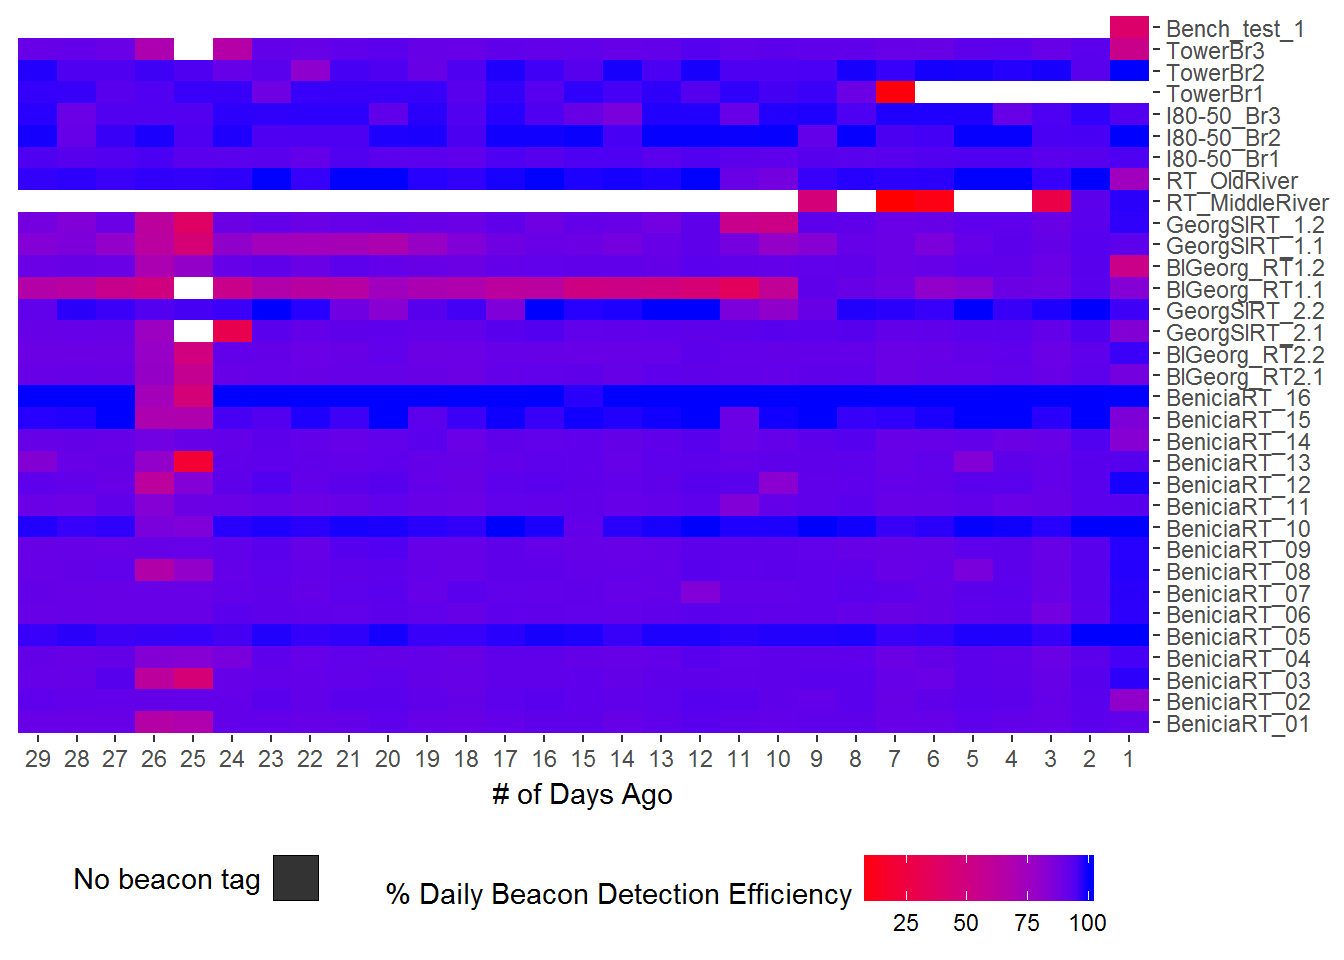 Bench_test_1
TowerBr3
TowerBr2
TowerBr1
I80-50_Br3
I80-50_Br2
I80-50_Br1
RT_OldRiver
RT_MiddleRiver
GeorgSlRT_1.2
GeorgSlRT_1.1
BlGeorg_RT1.2
BlGeorg_RT1.1
GeorgSlRT_2.2
GeorgSlRT_2.1
BlGeorg_RT2.2
BlGeorg_RT2.1
BeniciaRT_16
BeniciaRT_15
BeniciaRT_14
BeniciaRT_13
BeniciaRT_12
BeniciaRT_11
BeniciaRT_10
BeniciaRT_09
BeniciaRT_08
BeniciaRT_07
BeniciaRT_06
BeniciaRT_05
BeniciaRT_04
BeniciaRT_03
BeniciaRT_02
BeniciaRT_01
29 28 27 26 25 24 23 22 21 20 19 18 17 16 15 14 13 12 11 10 9 8 7 6 5 4 3 2 1
# of Days Ago
No beacon tag
% Daily Beacon Detection Efficiency
25 50 75 100